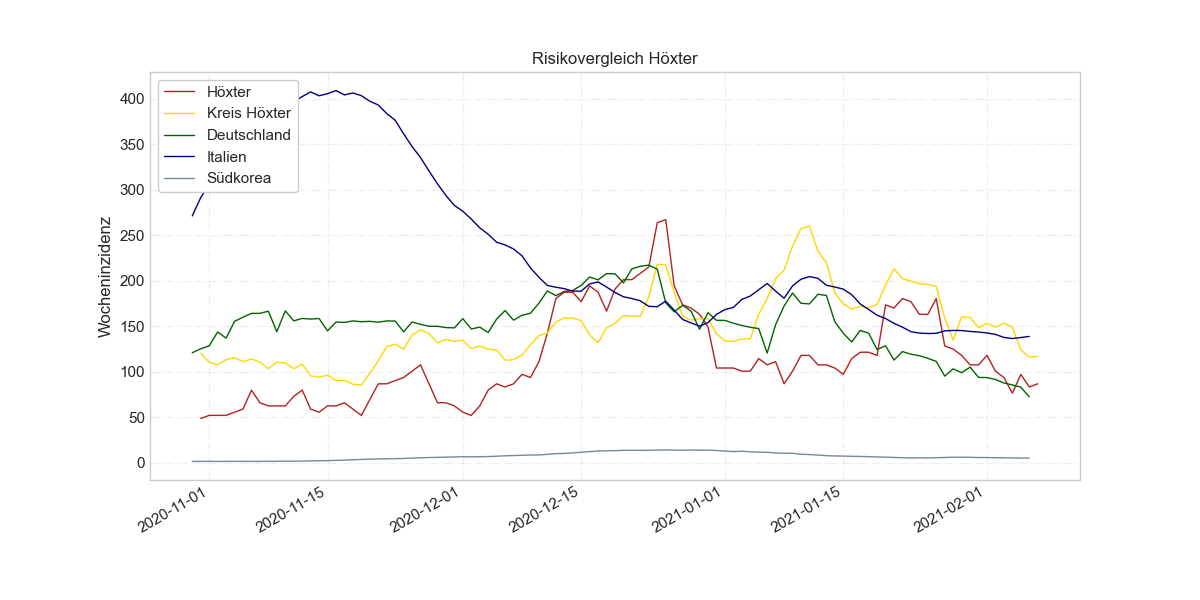 Risikovergleich Höxter
Höxter
Kreis Höxter
Deutschland
Italien
Südkorea
Wocheninzidenz
400
350
300
250
200
150
100
50
0
2020-11-01
2020-11-15
2020-12-01
2020-12-15
2021-01-01
2021-01-15
2021-02-01